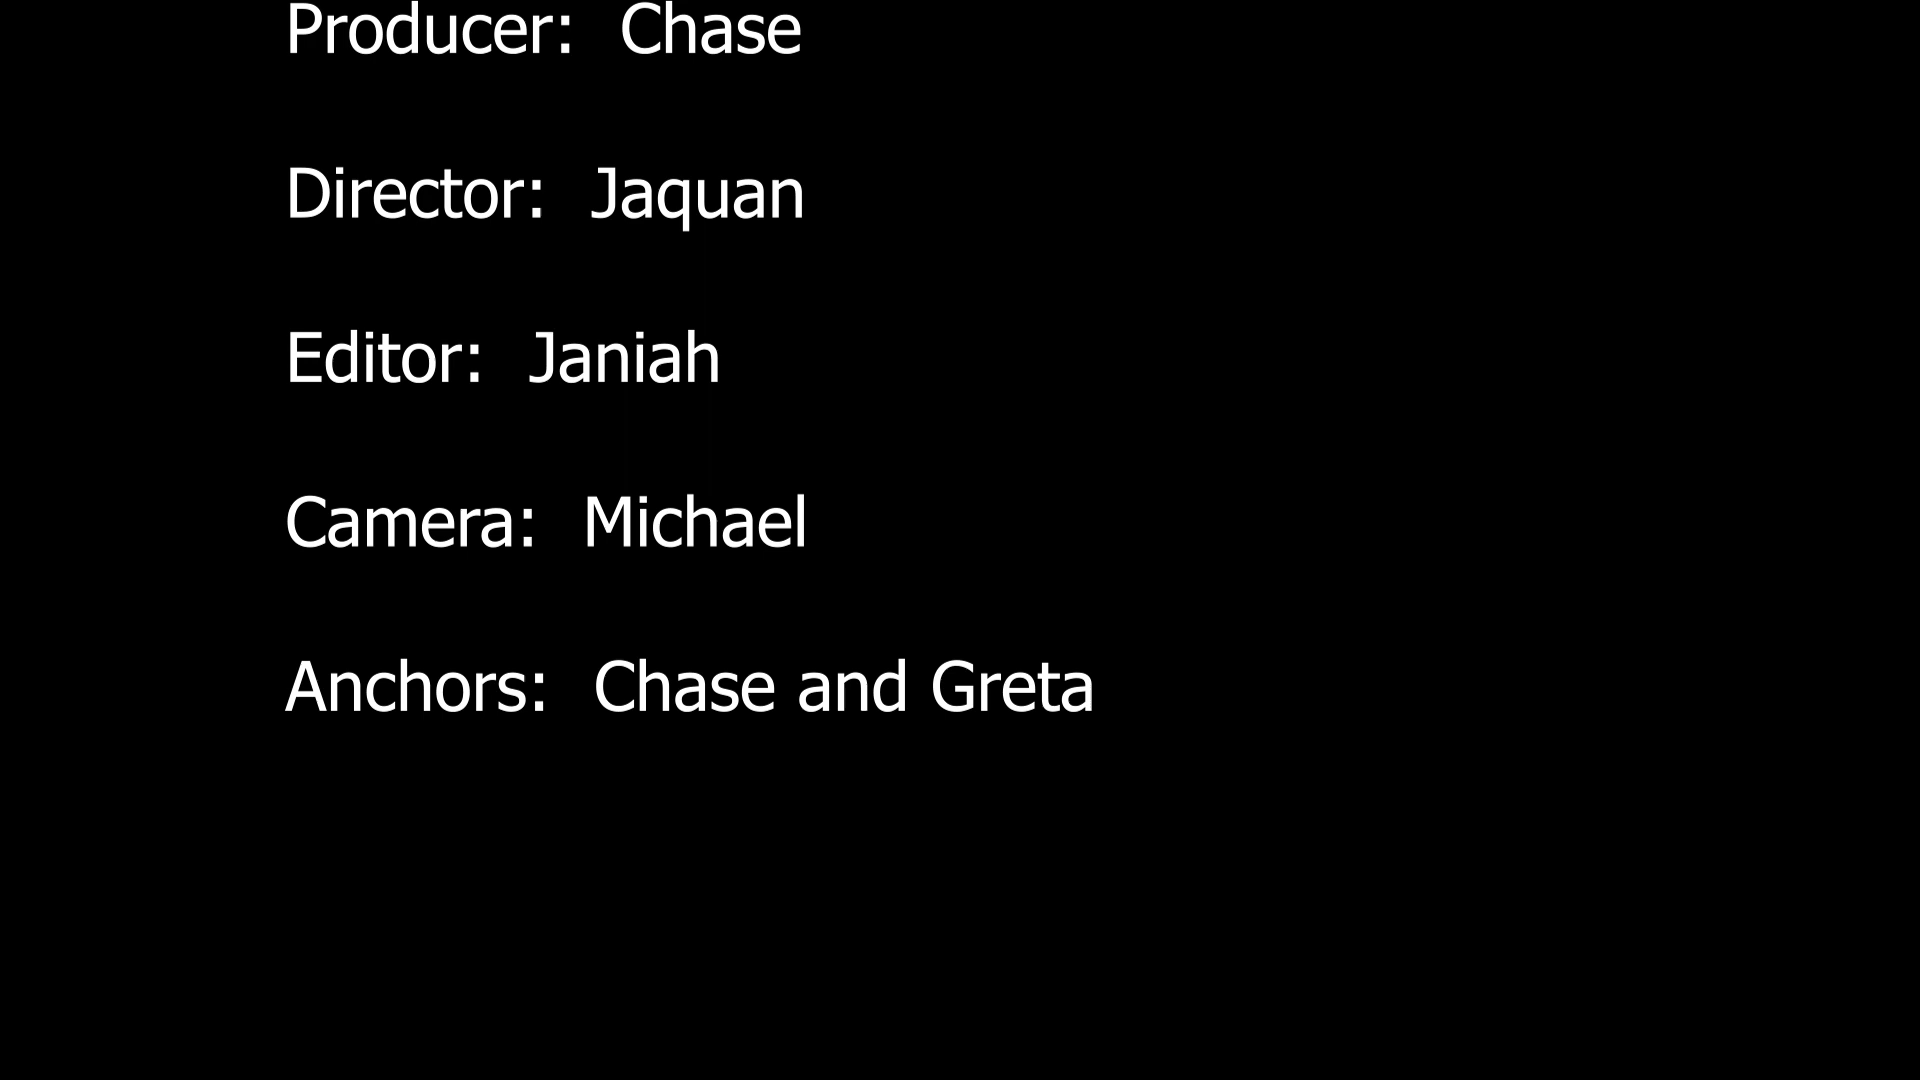 Producer:  Chase
Director:  Jaquan
Editor:  Janiah
Camera:  Michael
Anchors:  Chase and Greta